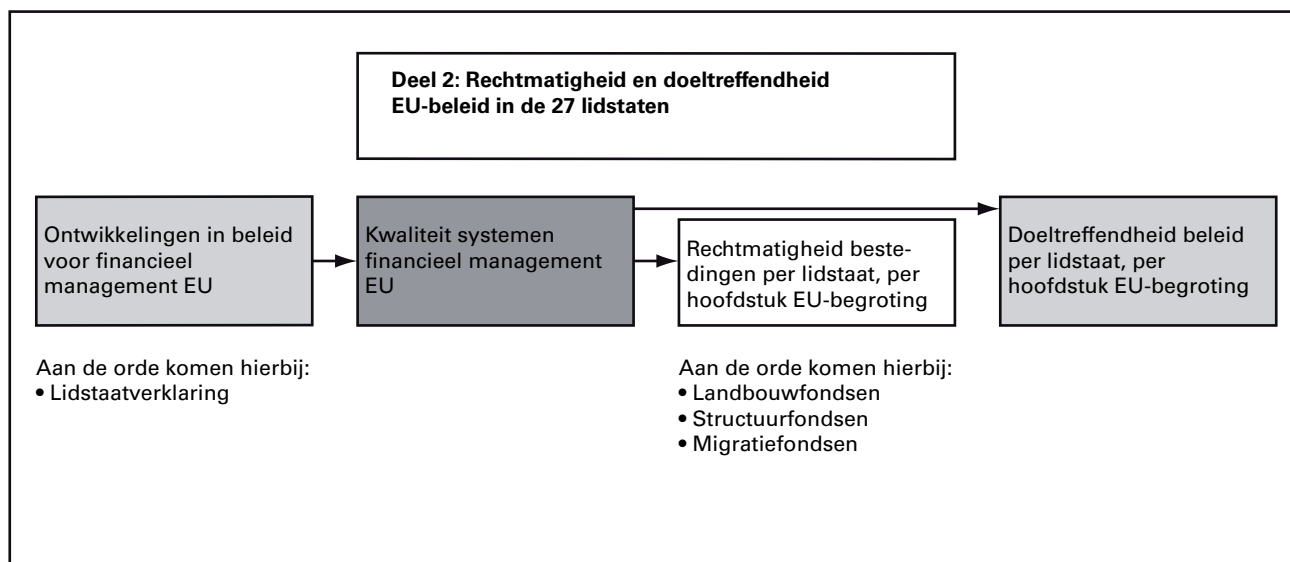 Deel 2: Rechtmatigheid en doeltreffendheid
EU-beleid in de 27 lidstaten
Ontwikkelingen in beleid
voor financieel
management EU
Kwaliteit systemen
financieel management
EU
Rechtmatigheid beste-
dingen per lidstaat, per
hoofdstuk EU-begroting
Doeltreffendheid beleid
per lidstaat, per
hoofdstuk EU-begroting
Aan de orde komen hierbij:
• Lidstaatverklaring
Aan de orde komen hierbij:
• Landbouwfondsen
• Structuurfondsen
• Migratiefondsen